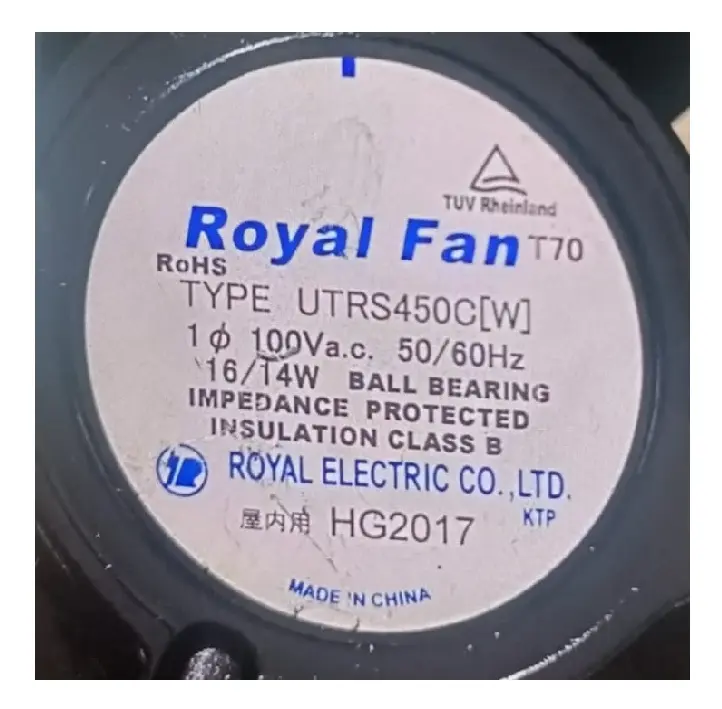 TUV Rheinland
Royal Fan T70
RoHS
TYPE UTRS450C[W]
1φ 100Va.c. 50/60Hz
16/14W BALL BEARING
IMPEDANCE PROTECTED
INSULATION CLASS B
ROYAL ELECTRIC CO.,LTD.
屋内用 HG2017 KTP
MADE IN CHINA